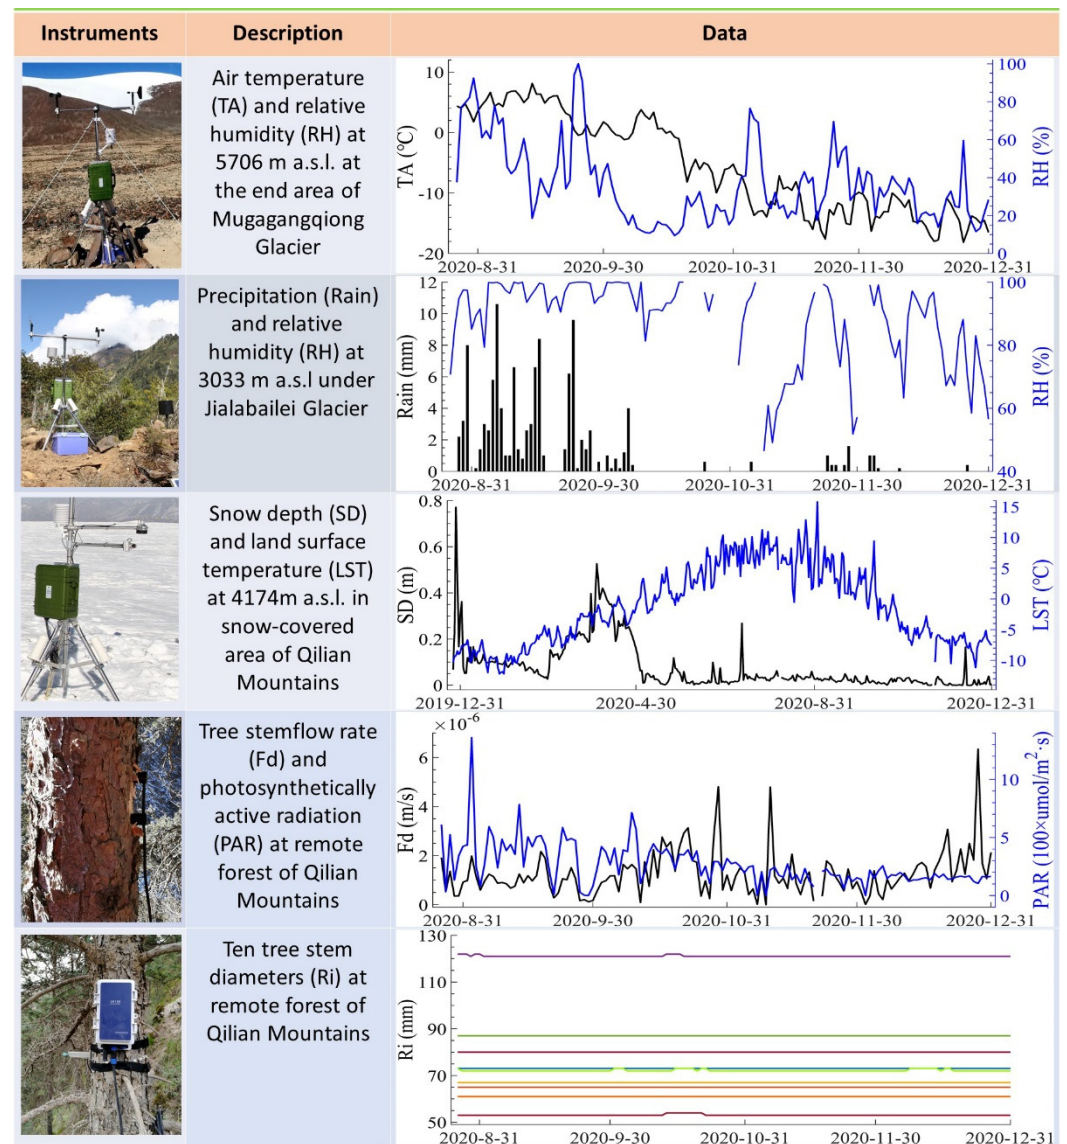 Instruments
Description
Data
Air temperature
(TA) and relative
humidity (RH) at
5706 m a.s.l. at
the end area of
Mugagangqiong
Glacier
10
0
-10
-20
TA (℃)
100
80
60
40
20
0
RH (%)
2020-8-31
2020-9-30
2020-10-31
2020-11-30
2020-12-31
Precipitation (Rain)
and relative
humidity (RH) at
3033 m a.s.l under
Jialabailei Glacier
12
10
8
6
4
2
0
Rain (mm)
100
80
60
40
RH (%)
2020-8-31
2020-9-30
2020-10-31
2020-11-30
2020-12-31
Snow depth (SD)
and land surface
temperature (LST)
at 4174m a.s.l. in
snow-covered
area of Qilian
Mountains
0.8
0.6
0.4
0.2
0
SD (m)
15
10
5
0
-5
-10
LST (℃)
2019-12-31
2020-4-30
2020-8-31
2020-12-31
Tree stemflow rate
(Fd) and
photosynthetically
active radiation
(PAR) at remote
forest of Qilian
Mountains
×10⁻⁶
6
4
2
0
Fd (m/s)
10
5
0
PAR (100×umol/m²·s)
2020-8-31
2020-9-30
2020-10-31
2020-11-30
2020-12-31
Ten tree stem
diameters (Ri) at
remote forest of
Qilian Mountains
130
110
90
70
50
Ri (mm)
2020-8-31
2020-9-30
2020-10-31
2020-11-30
2020-12-31